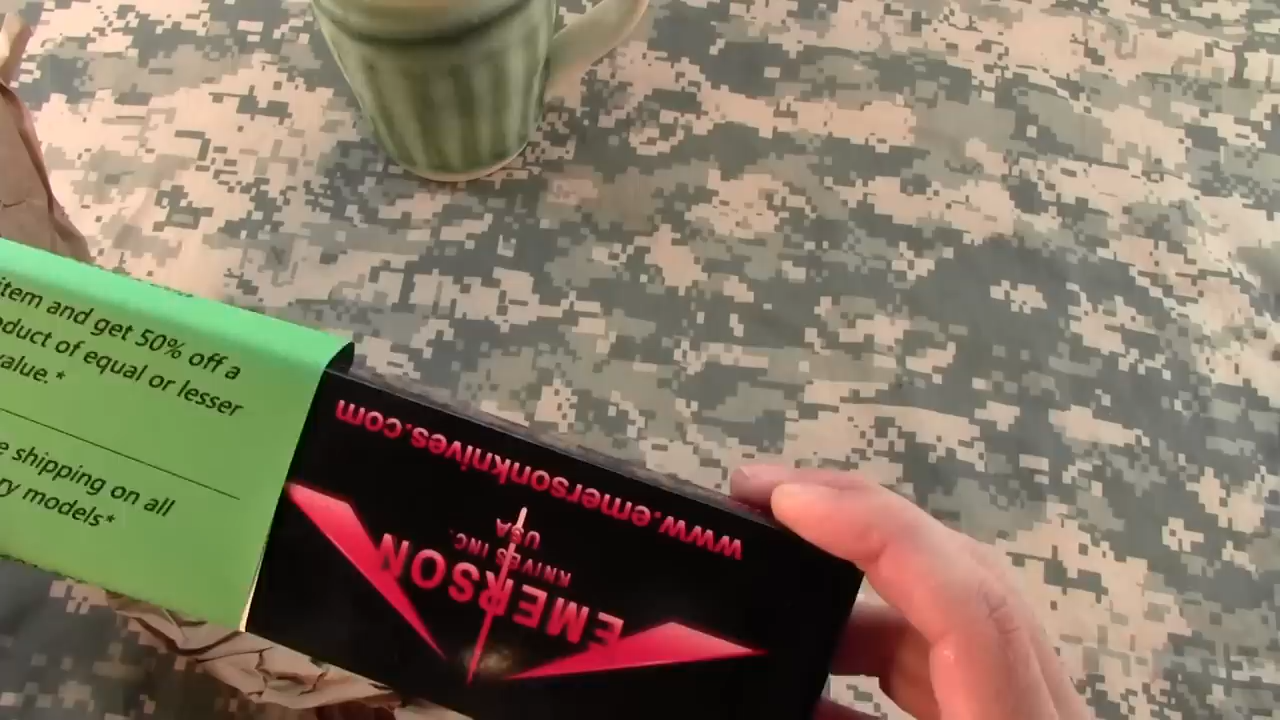 item and get 50% off a
oduct of equal or lesser
value.*
e shipping on all
ry models*
EMERSON
KNIVES INC.
USA
www.emersonknives.com